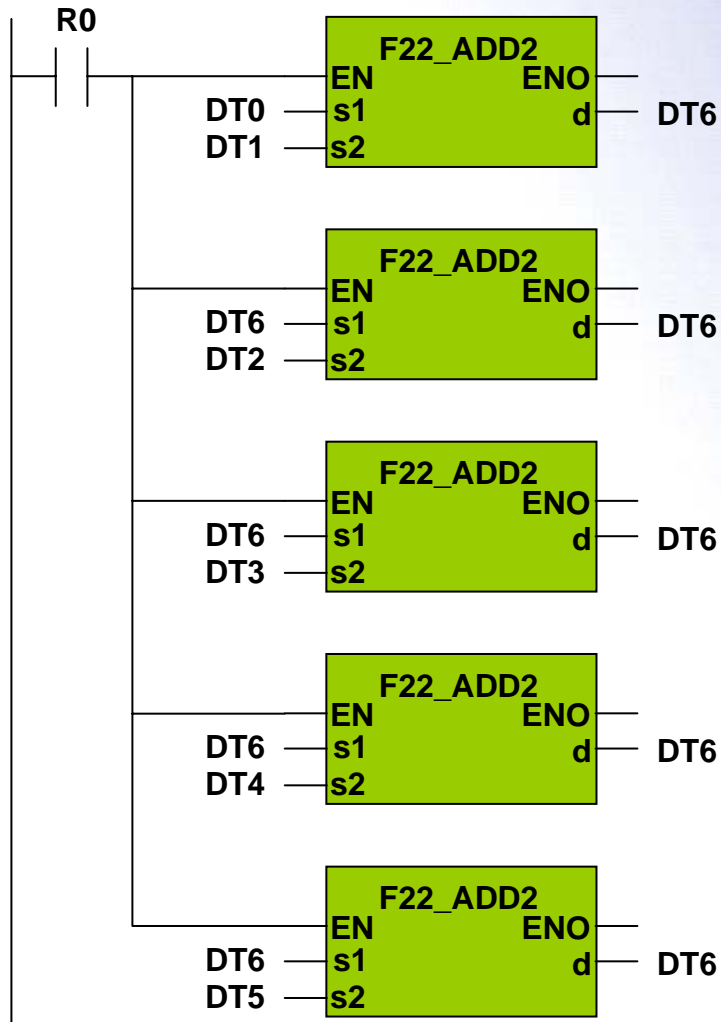 R0
F22_ADD2
EN ENO
DT0 s1 d DT6
DT1 s2
F22_ADD2
EN ENO
DT6 s1 d DT6
DT2 s2
F22_ADD2
EN ENO
DT6 s1 d DT6
DT3 s2
F22_ADD2
EN ENO
DT6 s1 d DT6
DT4 s2
F22_ADD2
EN ENO
DT6 s1 d DT6
DT5 s2